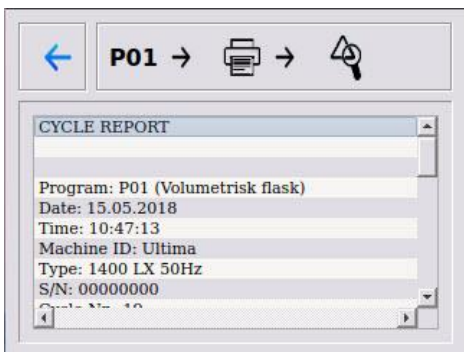 P01
CYCLE REPORT
Program: P01 (Volumetrisk flask)
Date: 15.05.2018
Time: 10:47:13
Machine ID: Ultima
Type: 1400 LX 50Hz
S/N: 00000000